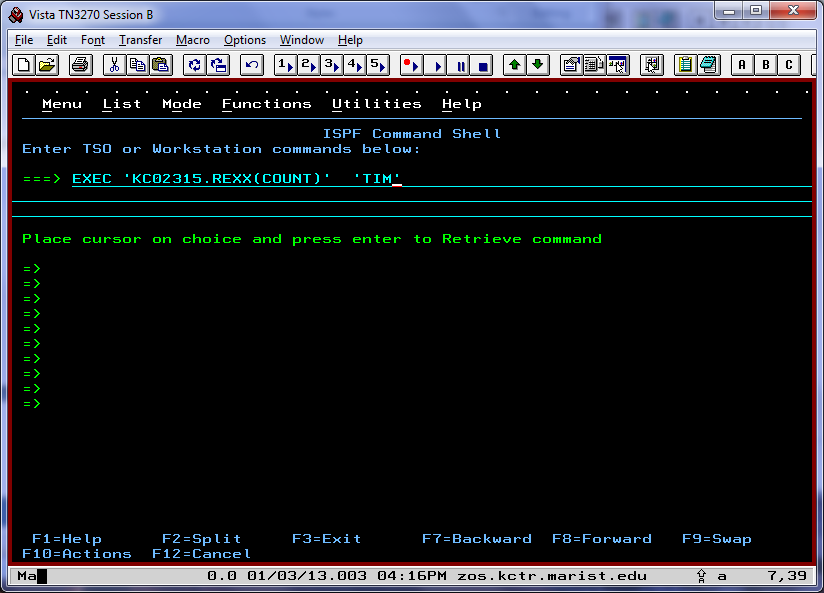 Vista TN3270 Session B
File Edit Font Transfer Macro Options Window Help
1 2 3 4 5 A B C
Menu List Mode Functions Utilities Help
ISPF Command Shell
Enter TSO or Workstation commands below:
===> EXEC 'KC02315.REXX(COUNT)' 'TIM'
Place cursor on choice and press enter to Retrieve command
=>
=>
=>
=>
=>
=>
=>
=>
=>
=>
F1=Help F2=Split F3=Exit F7=Backward F8=Forward F9=Swap
F10=Actions F12=Cancel
Ma 0.0 01/03/13.003 04:16PM zos.kctr.marist.edu a 7,39